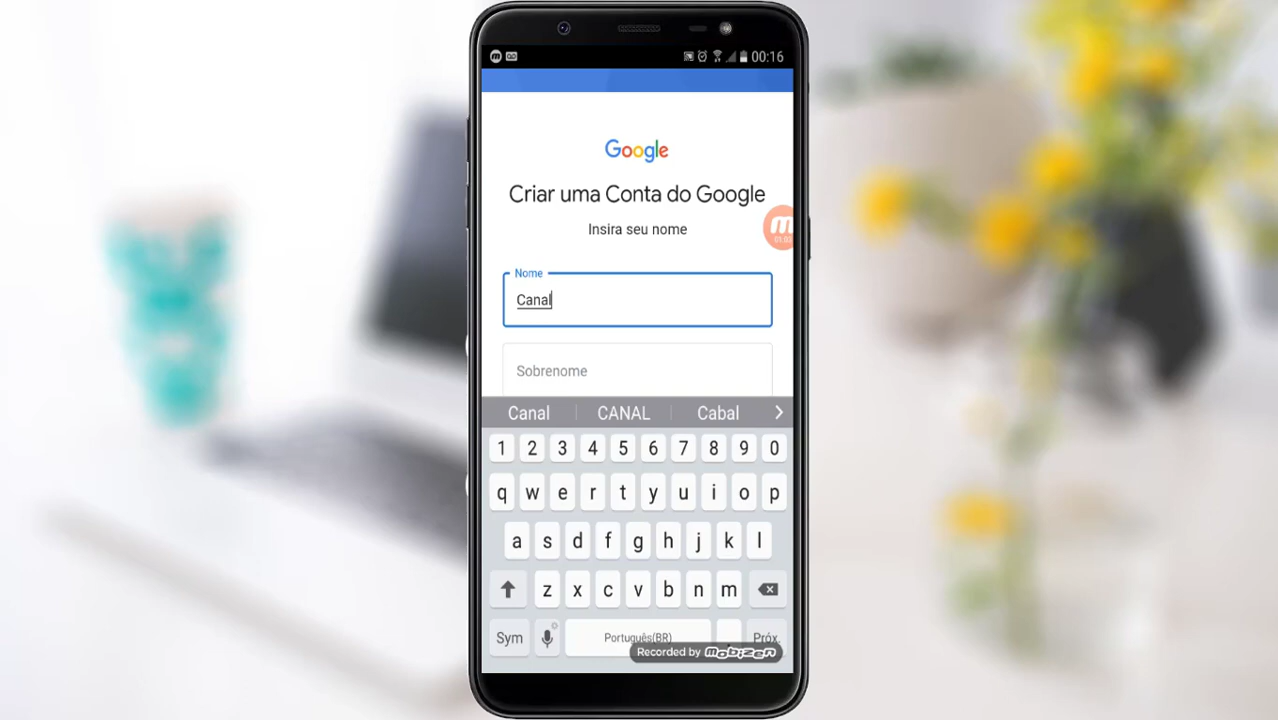 00:16
Google
Criar uma Conta do Google
Insira seu nome
Nome
Canal
Sobrenome
Canal CANAL Cabal
1 2 3 4 5 6 7 8 9 0
q w e r t y u i o p
a s d f g h j k l
z x c v b n m
Sym Português(BR) Próx.
Recorded by mobizen